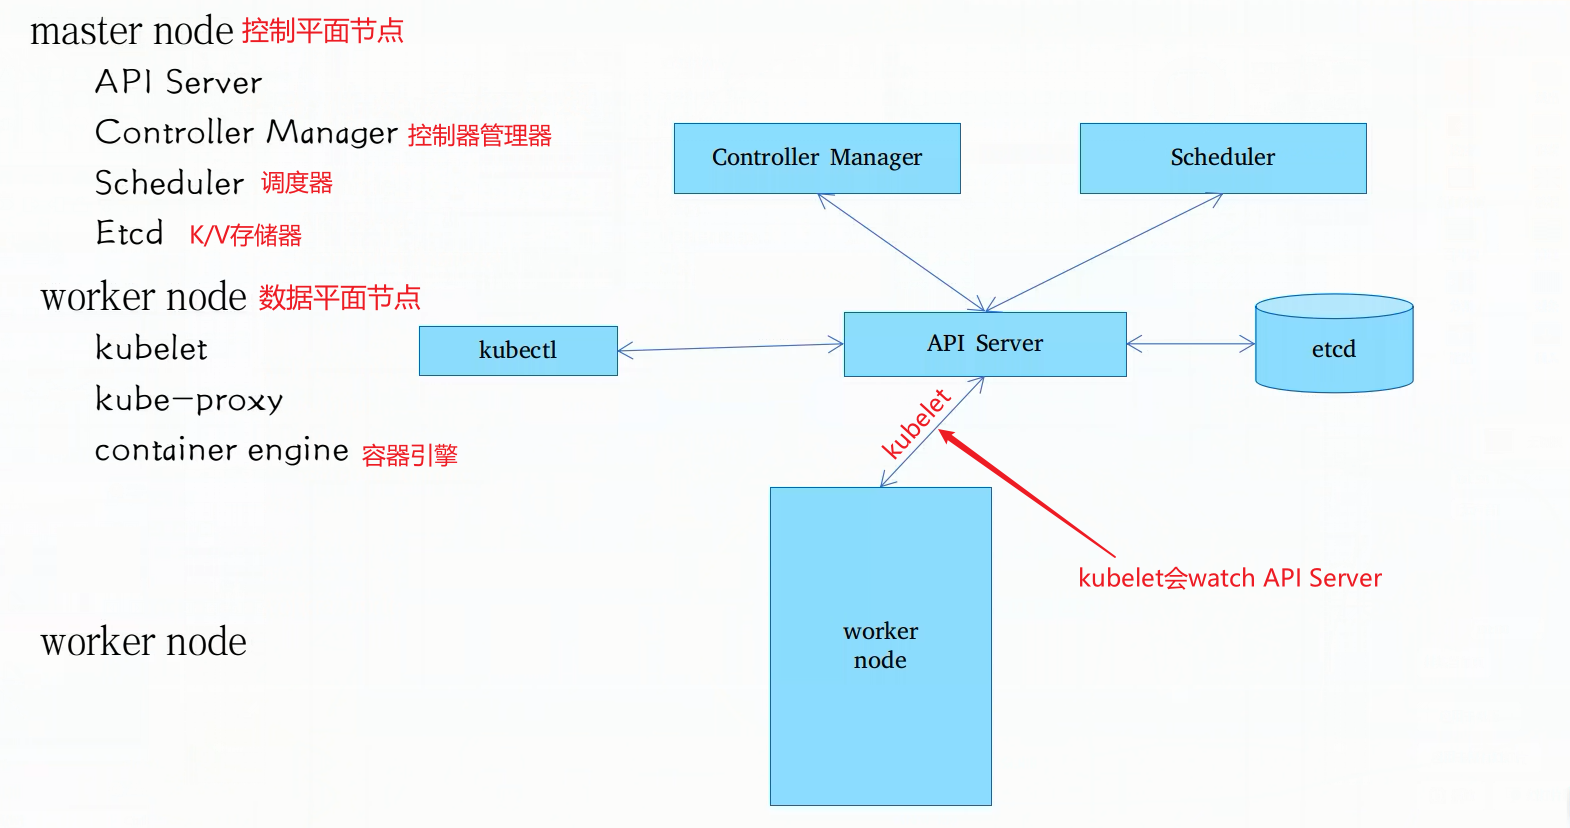 master node 控制平面节点
API Server
Controller Manager 控制器管理器
Scheduler 调度器
Etcd K/V存储器
worker node 数据平面节点
kubelet
kube-proxy
container engine 容器引擎
worker node
Controller Manager
Scheduler
kubectl
API Server
etcd
kubelet
kubelet会watch API Server
worker
node